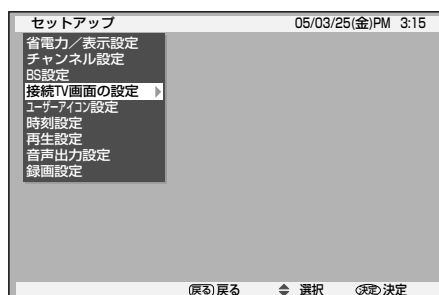 セットアップ 05/03/25(金)PM 3:15
省電力／表示設定
チャンネル設定
BS設定
接続TV画面の設定
ユーザーアイコン設定
時刻設定
再生設定
音声出力設定
録画設定
戻る 戻る 選択 決定 決定